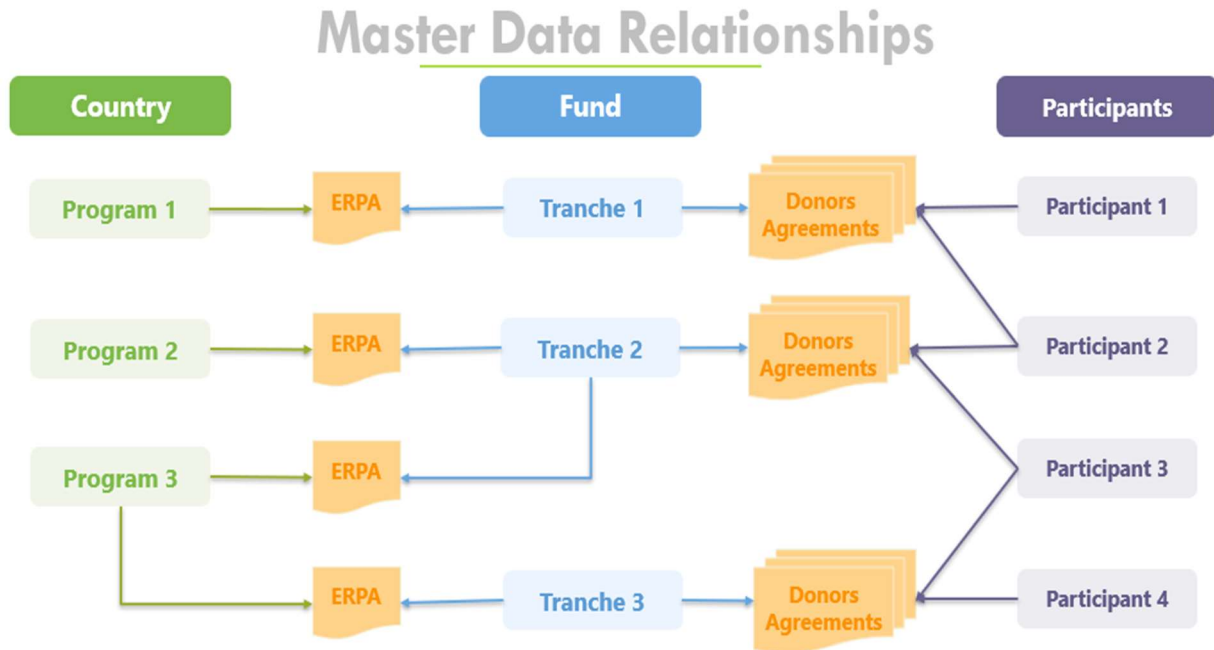 Master Data Relationships
Country
Fund
Participants
Program 1
ERPA
Tranche 1
Donors
Agreements
Participant 1
Program 2
ERPA
Tranche 2
Donors
Agreements
Participant 2
Program 3
ERPA
Participant 3
ERPA
Tranche 3
Donors
Agreements
Participant 4